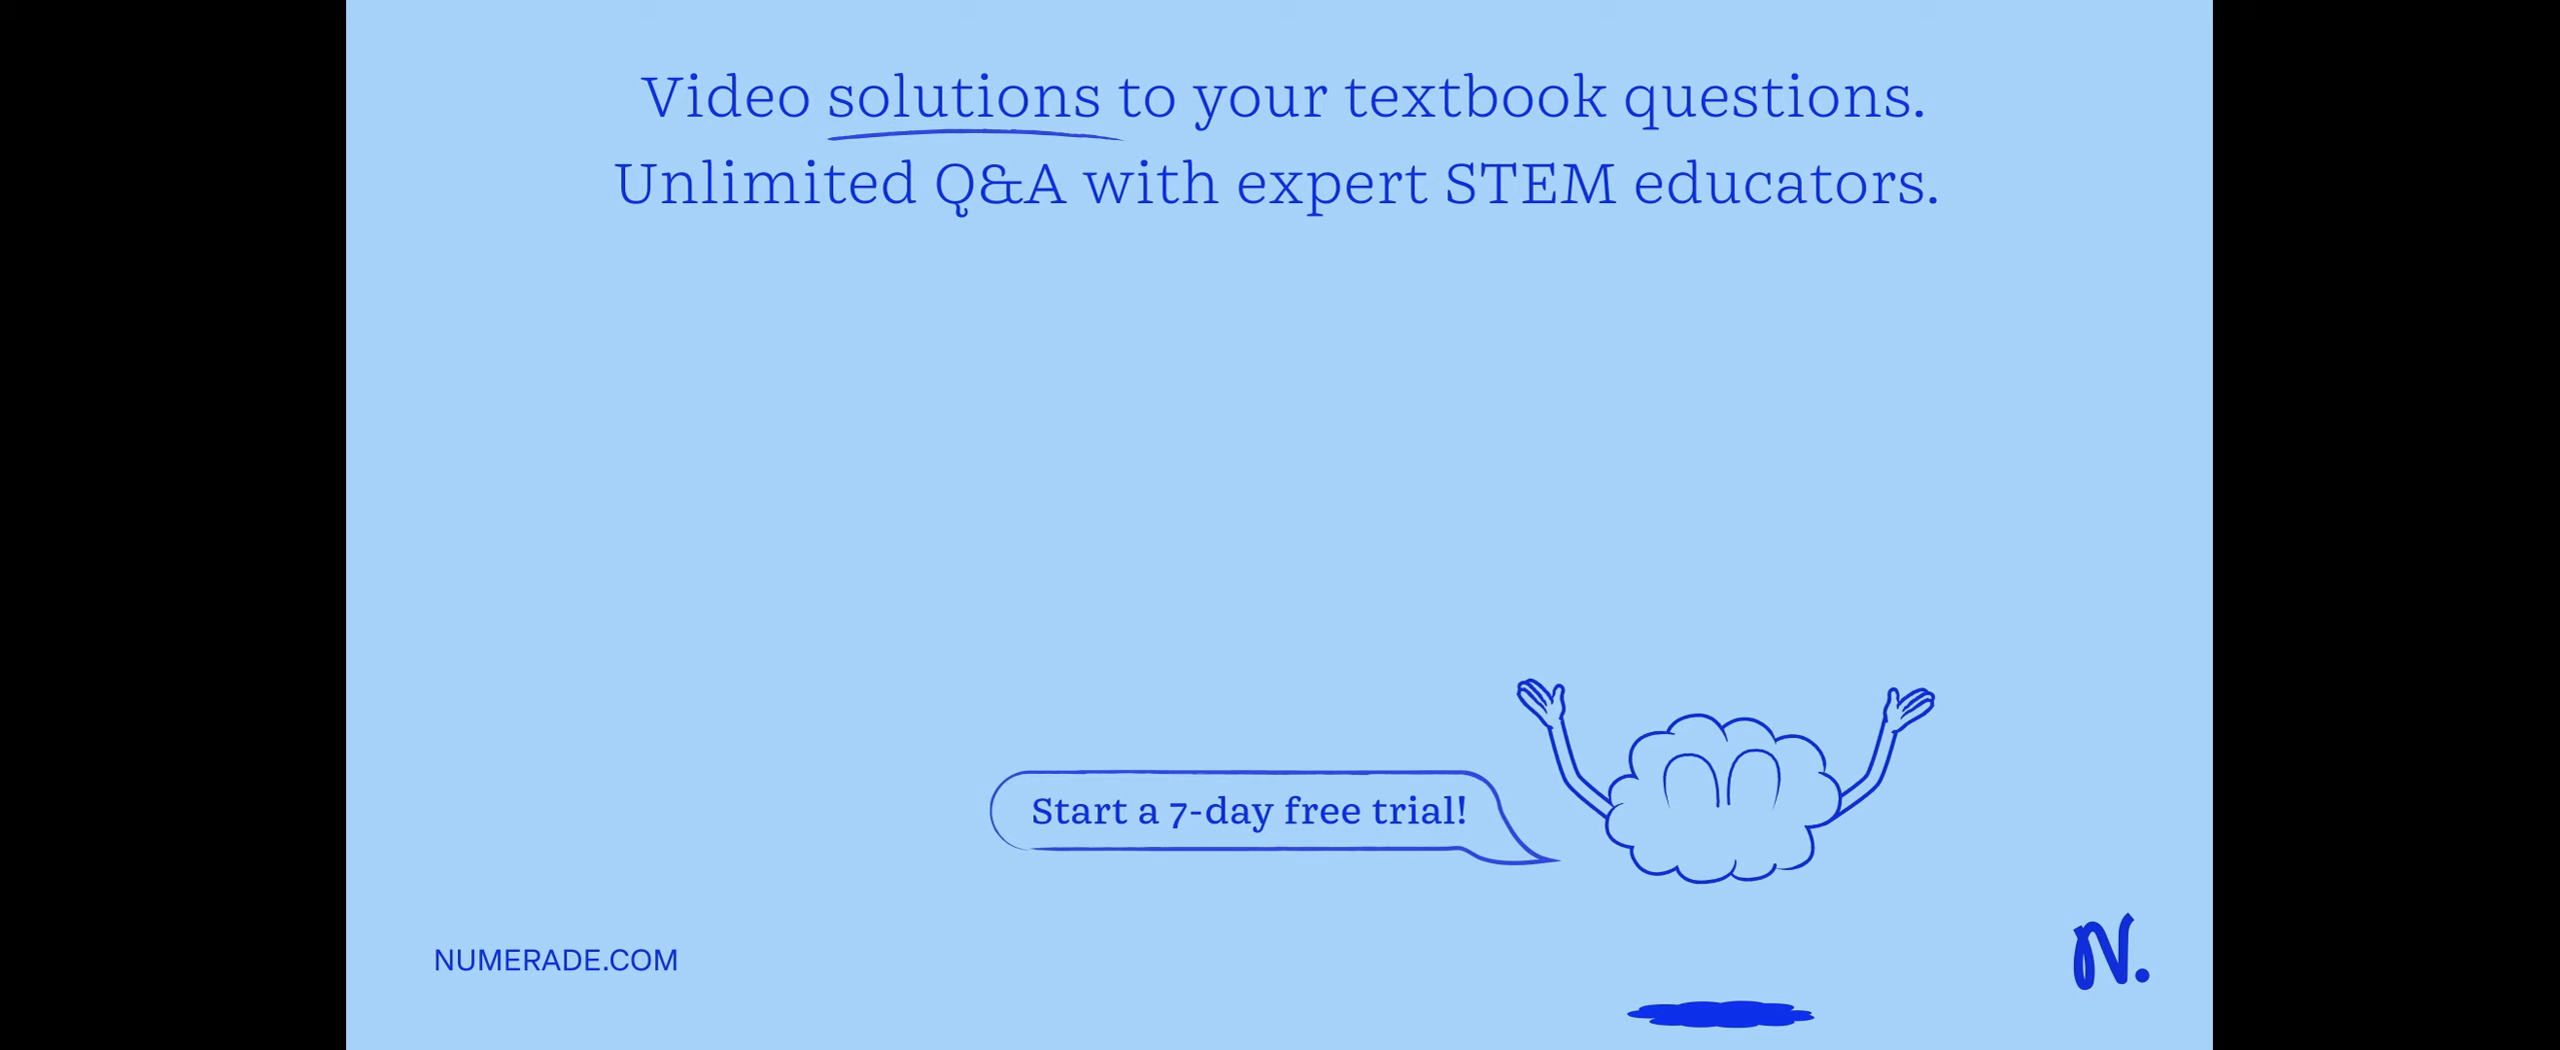 Video solutions to your textbook questions.
Unlimited Q&A with expert STEM educators.
Start a 7-day free trial!
NUMERADE.COM
N.